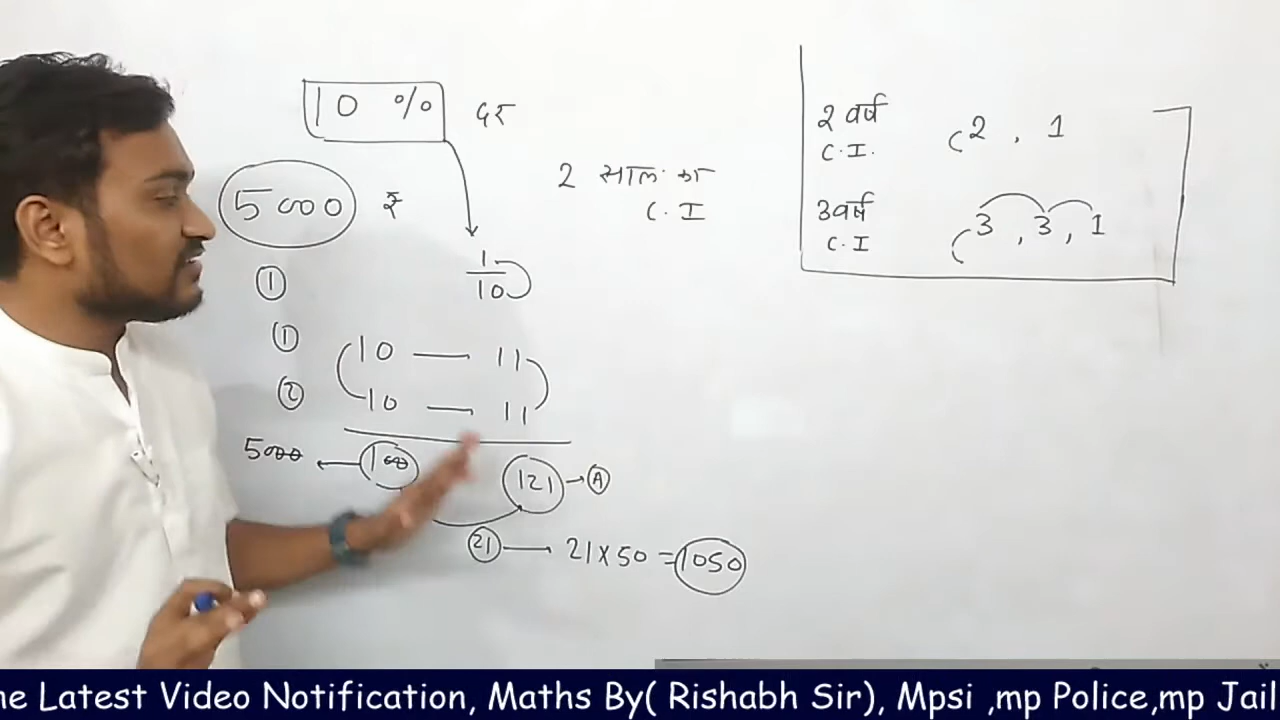 10 % दर
5000 ₹
2 साल का
C.I
①
1/10
① 10 — 11
② 10 — 11
5000 ← 100 121 → Ⓐ
21 — 21×50 = 1050
2 वर्ष
C.I. 2 , 1
3 वर्ष
C.I 3 , 3 , 1
he Latest Video Notification, Maths By( Rishabh Sir), Mpsi ,mp Police,mp Jail